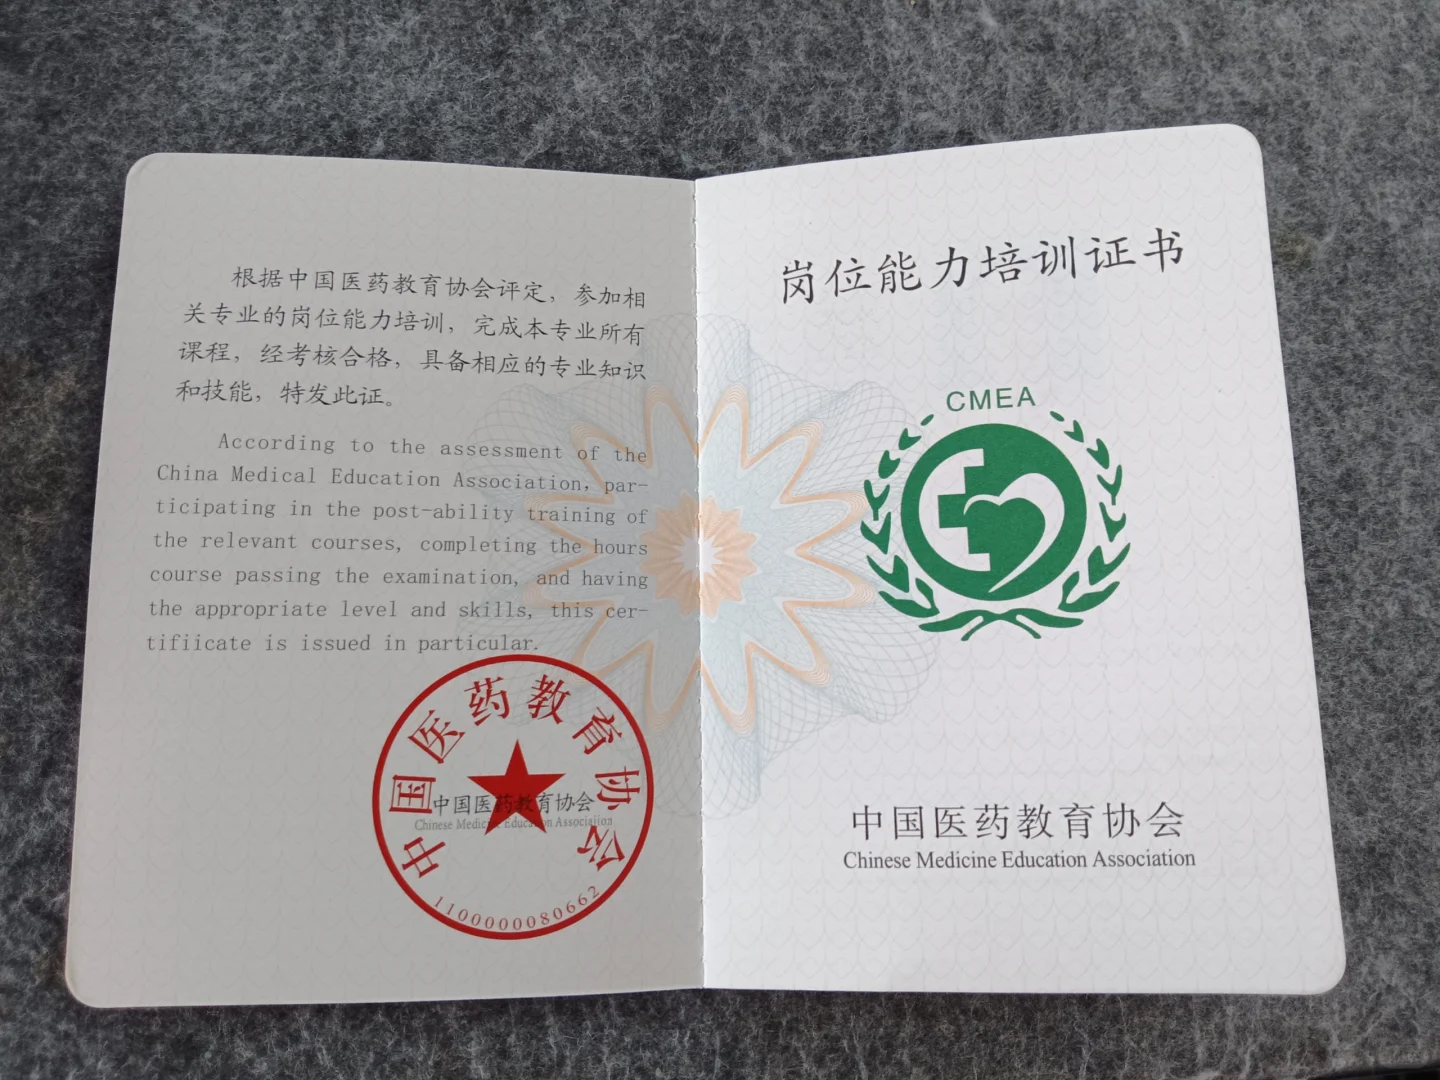 根据中国医药教育协会评定，参加相
关专业的岗位能力培训，完成本专业所有
课程，经考核合格，具备相应的专业知识
和技能，特发此证。
According to the assessment of the
China Medical Education Association, par-
ticipating in the post-ability training of
the relevant courses, completing the hours
course passing the examination, and having
the appropriate level and skills, this cer-
tifiicate is issued in particular.
中国医药教育协会
中国医药教育协会
Chinese Medicine Education Association
1100000080662
岗位能力培训证书
CMEA
中国医药教育协会
Chinese Medicine Education Association